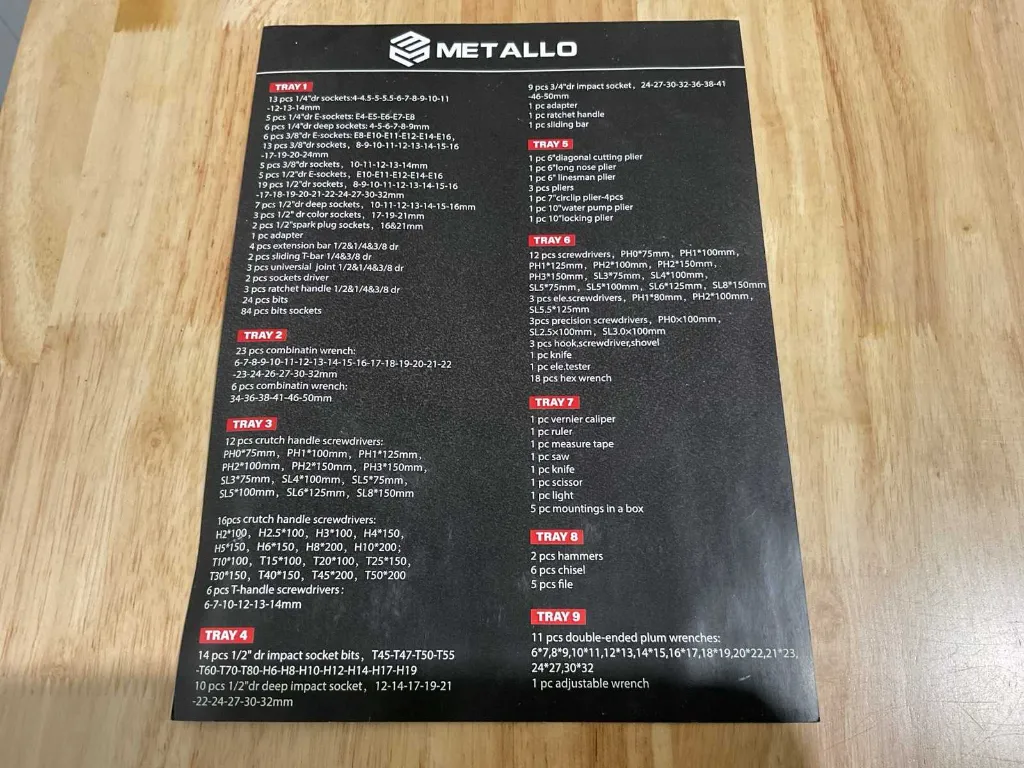 METALLO
TRAY 1
13 pcs 1/4"dr sockets:4-4.5-5-5.5-6-7-8-9-10-11
-12-13-14mm
5 pcs 1/4"dr E-sockets: E4-E5-E6-E7-E8
6 pcs 1/4"dr deep sockets: 4-5-6-7-8-9mm
6 pcs 3/8"dr E-sockets: E8-E10-E11-E12-E14-E16,
13 pcs 3/8"dr sockets, 8-9-10-11-12-13-14-15-16
-17-19-20-24mm
5 pcs 3/8"dr sockets, 10-11-12-13-14mm
5 pcs 1/2"dr E-sockets, E10-E11-E12-E14-E16
19 pcs 1/2"dr sockets, 8-9-10-11-12-13-14-15-16
-17-18-19-20-21-22-24-27-30-32mm
7 pcs 1/2"dr deep sockets, 10-11-12-13-14-15-16mm
3 pcs 1/2" dr color sockets, 17-19-21mm
2 pcs 1/2"spark plug sockets, 16&21mm
1 pc adapter
4 pcs extension bar 1/2&1/4&3/8 dr
2 pcs sliding T-bar 1/4&3/8 dr
3 pcs universial joint 1/2&1/4&3/8 dr
2 pcs sockets driver
3 pcs ratchet handle 1/2&1/4&3/8 dr
24 pcs bits
84 pcs bits sockets
TRAY 2
23 pcs combinatin wrench:
6-7-8-9-10-11-12-13-14-15-16-17-18-19-20-21-22
-23-24-26-27-30-32mm
6 pcs combinatin wrench:
34-36-38-41-46-50mm
TRAY 3
12 pcs crutch handle screwdrivers:
PH0*75mm, PH1*100mm, PH1*125mm,
PH2*100mm, PH2*150mm, PH3*150mm,
SL3*75mm, SL4*100mm, SL5*75mm,
SL5*100mm, SL6*125mm, SL8*150mm
16pcs crutch handle screwdrivers:
H2*100, H2.5*100, H3*100, H4*150,
H5*150, H6*150, H8*200, H10*200;
T10*100, T15*100, T20*100, T25*150,
T30*150, T40*150, T45*200, T50*200
6 pcs T-handle screwdrivers:
6-7-10-12-13-14mm
TRAY 4
14 pcs 1/2" dr impact socket bits, T45-T47-T50-T55
-T60-T70-T80-H6-H8-H10-H12-H14-H17-H19
10 pcs 1/2"dr deep impact socket, 12-14-17-19-21
-22-24-27-30-32mm
9 pcs 3/4"dr impact socket, 24-27-30-32-36-38-41
-46-50mm
1 pc adapter
1 pc ratchet handle
1 pc sliding bar
TRAY 5
1 pc 6"diagonal cutting plier
1 pc 6"long nose plier
1 pc 6" linesman plier
3 pcs pliers
1 pc 7"circlip plier-4pcs
1 pc 10"water pump plier
1 pc 10"locking plier
TRAY 6
12 pcs screwdrivers, PH0*75mm, PH1*100mm,
PH1*125mm, PH2*100mm, PH2*150mm,
PH3*150mm, SL3*75mm, SL4*100mm,
SL5*75mm, SL5*100mm, SL6*125mm, SL8*150mm
3 pcs ele.screwdrivers, PH1*80mm, PH2*100mm,
SL5.5*125mm
3pcs precision screwdrivers, PH0×100mm,
SL2.5×100mm, SL3.0×100mm
3 pcs hook,screwdriver,shovel
1 pc knife
1 pc ele.tester
18 pcs hex wrench
TRAY 7
1 pc vernier caliper
1 pc ruler
1 pc measure tape
1 pc saw
1 pc knife
1 pc scissor
1 pc light
5 pc mountings in a box
TRAY 8
2 pcs hammers
6 pcs chisel
5 pcs file
TRAY 9
11 pcs double-ended plum wrenches:
6*7,8*9,10*11,12*13,14*15,16*17,18*19,20*22,21*23,
24*27,30*32
1 pc adjustable wrench